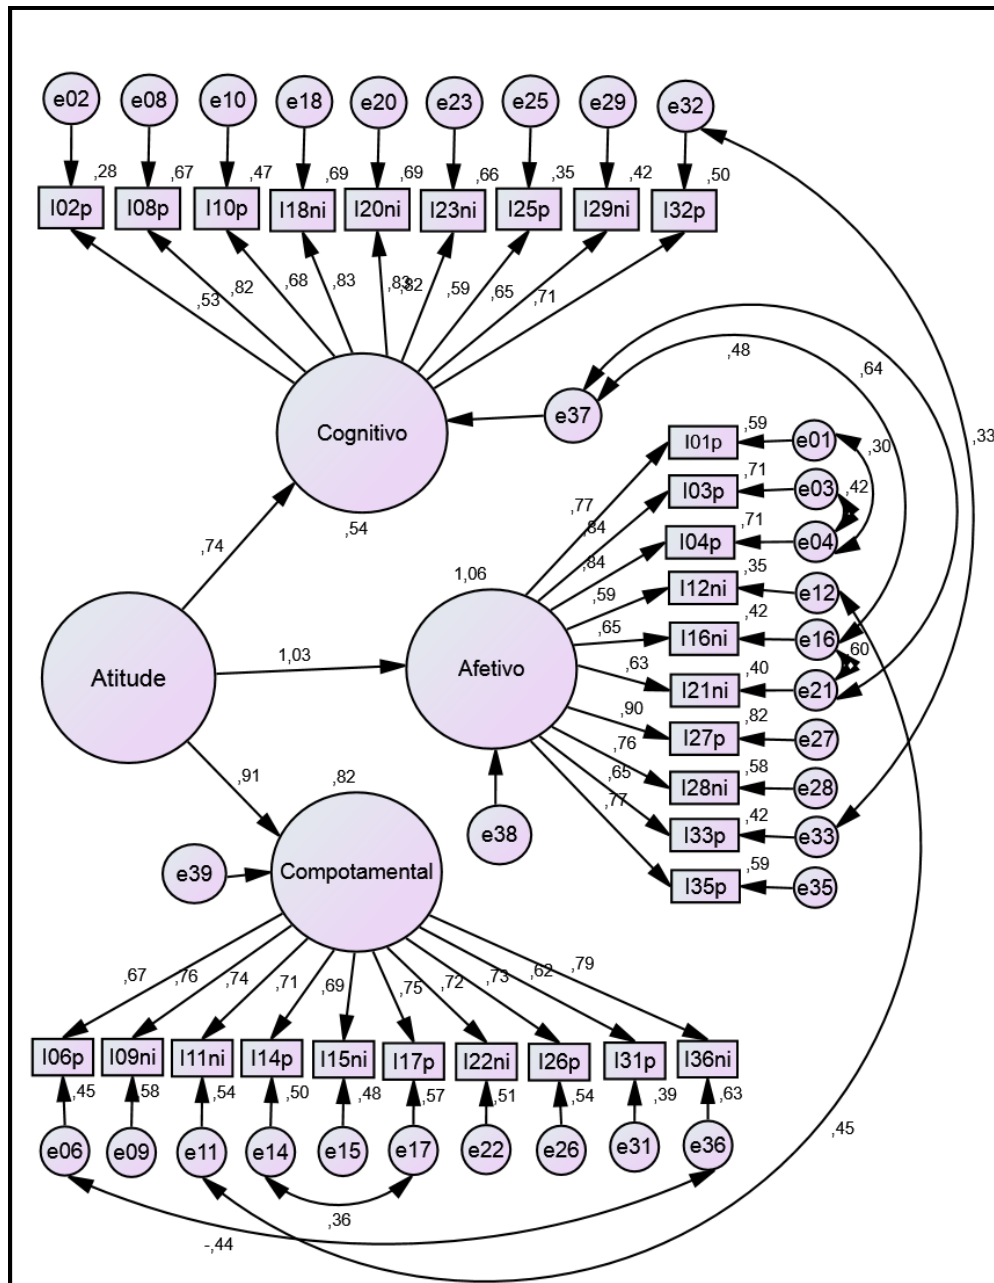 e02 e08 e10 e18 e20 e23 e25 e29 e32
,28 ,67 ,47 ,69 ,69 ,66 ,35 ,42 ,50
I02p I08p I10p I18ni I20ni I23ni I25p I29ni I32p
,53 ,82 ,68 ,83 ,83 ,82 ,59 ,65 ,71
Cognitivo
,54
e37
,48
,64
,33
,74
Atitude
1,03
,91
1,06
Afetivo
e38
,77
,84
,84
,59
,65
,63
,90
,76
,65
,77
I01p ,59 e01
I03p ,71 e03
I04p ,71 e04
I12ni ,35 e12
I16ni ,42 e16
I21ni ,40 e21
I27p ,82 e27
I28ni ,58 e28
I33p ,42 e33
I35p ,59 e35
,30
,42
,60
,82
Compotamental
e39
,67 ,76 ,74 ,71 ,69 ,75 ,72 ,73 ,62 ,79
I06p I09ni I11ni I14p I15ni I17p I22ni I26p I31p I36ni
,45 ,58 ,54 ,50 ,48 ,57 ,51 ,54 ,39 ,63
e06 e09 e11 e14 e15 e17 e22 e26 e31 e36
,36
-,44
,45